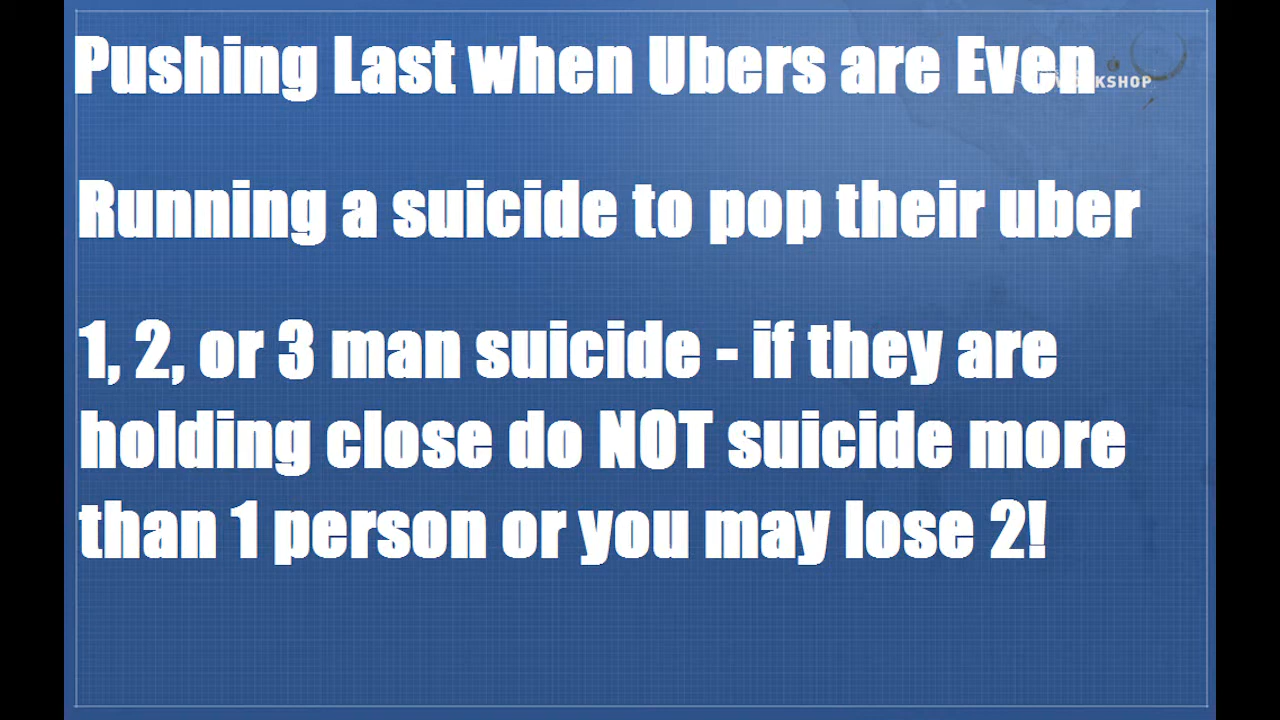 Pushing Last when Ubers are Even
Running a suicide to pop their uber
1, 2, or 3 man suicide - if they are
holding close do NOT suicide more
than 1 person or you may lose 2!